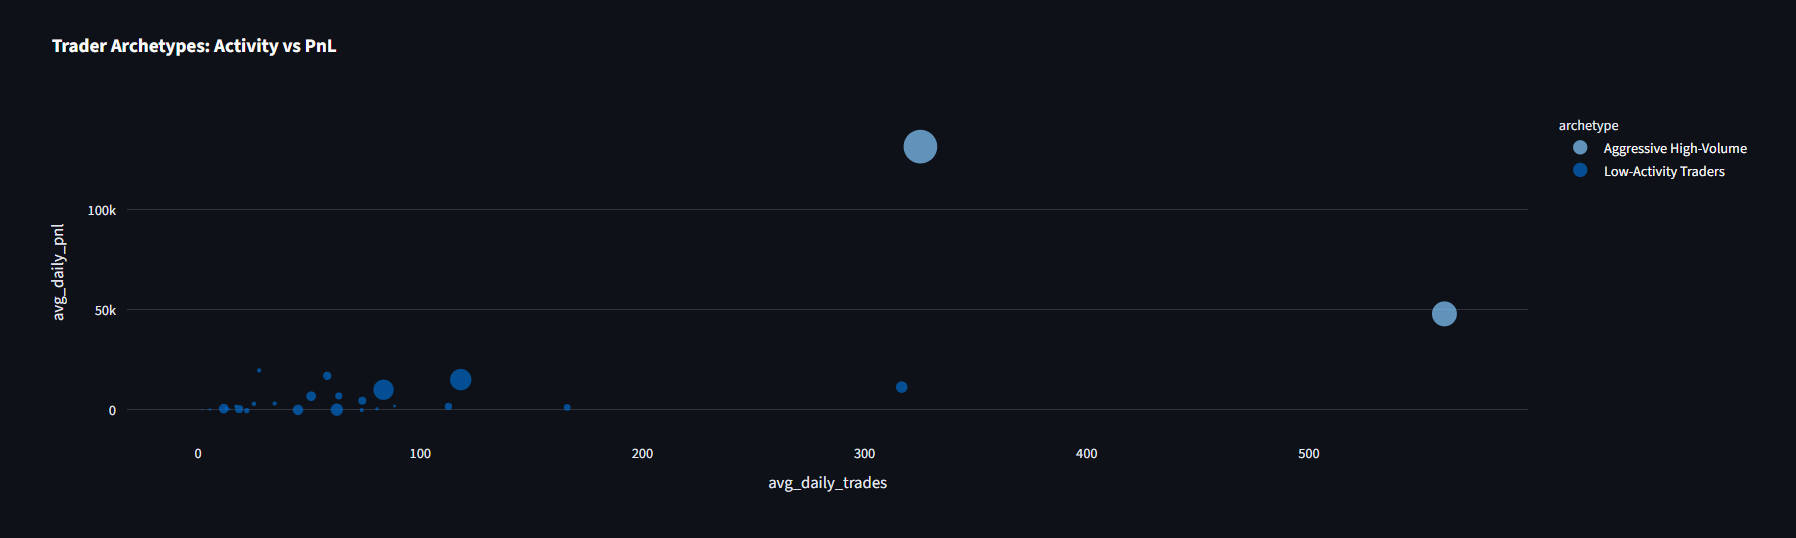 Trader Archetypes: Activity vs PnL
archetype
Aggressive High-Volume
Low-Activity Traders
avg_daily_pnl
100k
50k
0
0 100 200 300 400 500
avg_daily_trades